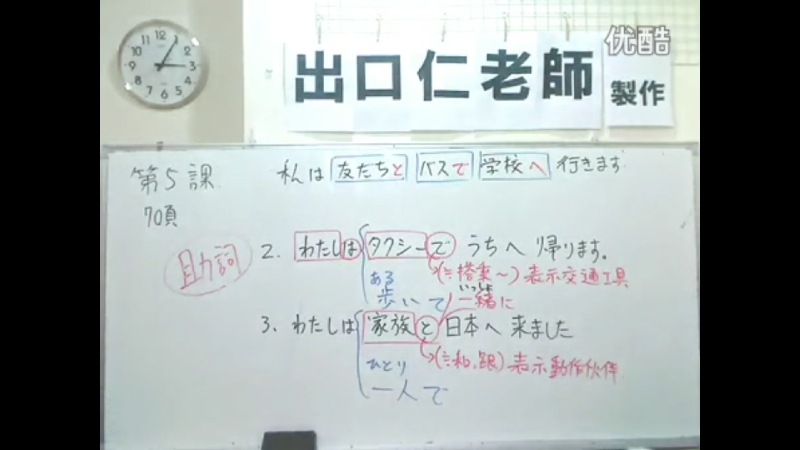 优酷
出口仁老師
製作
第5課
70頁
私は 友だちと バスで 学校へ 行きます
助詞
2. わたしは タクシーで うちへ 帰ります。
(≒搭乗~)表示交通工具
ある
歩いて
いっしょ
一緒に
3. わたしは 家族と 日本へ 来ました
(≒和,跟)表示動作伙伴
ひとり
一人で